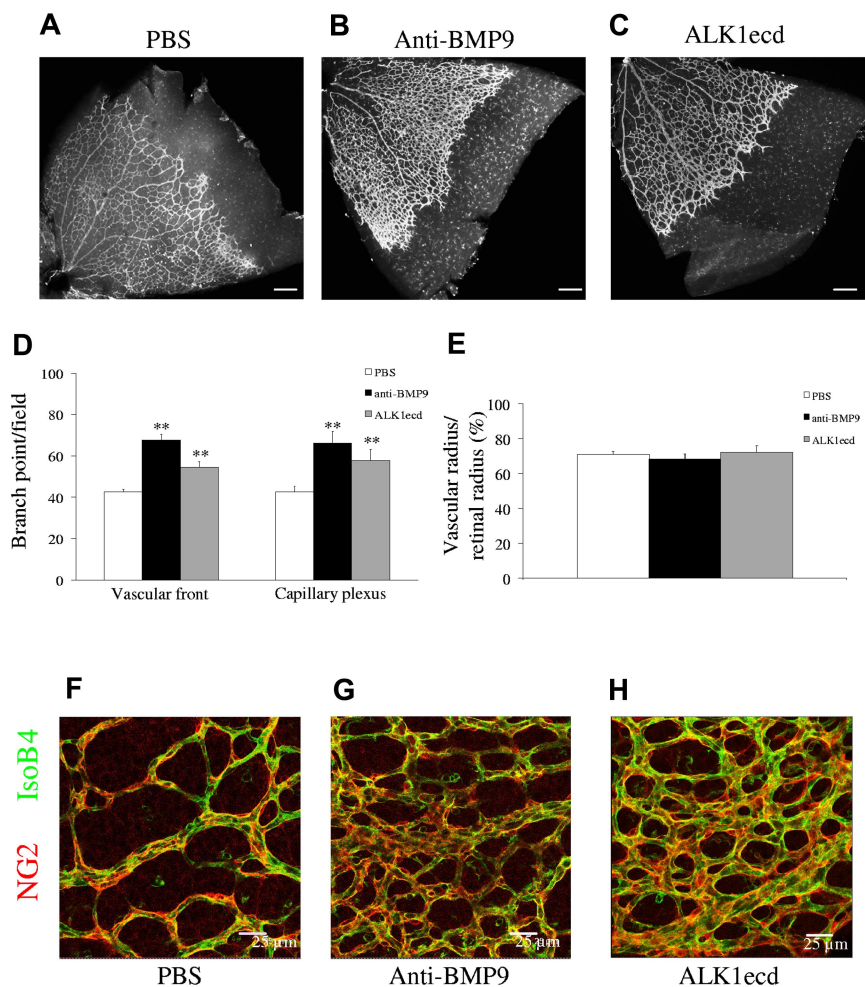 A
PBS
B
Anti-BMP9
C
ALK1ecd
D
Branch point/field
100
80
60
40
20
0
PBS
anti-BMP9
ALK1ecd
**
**
**
**
Vascular front
Capillary plexus
E
Vascular radius/
retinal radius (%)
100
80
60
40
20
0
PBS
anti-BMP9
ALK1ecd
NG2 IsoB4
F
25 µm
PBS
G
25 µm
Anti-BMP9
H
25 µm
ALK1ecd